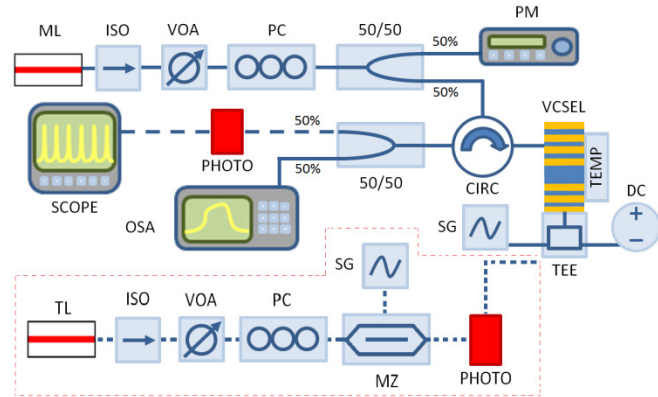 ML
ISO
VOA
PC
50/50
50%
PM
50%
SCOPE
PHOTO
50%
50%
50/50
CIRC
VCSEL
TEMP
DC
OSA
SG
TEE
TL
ISO
VOA
PC
SG
MZ
PHOTO